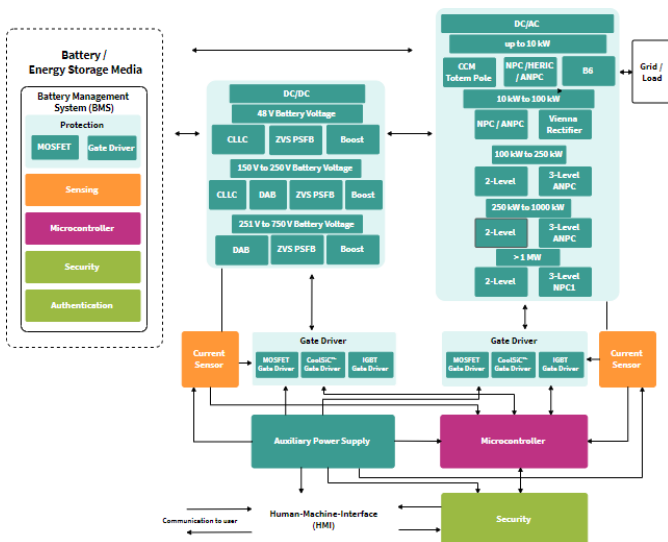 Battery /
Energy Storage Media
Battery Management
System (BMS)
Protection
MOSFET
Gate Driver
Sensing
Microcontroller
Security
Authentication
DC/DC
48 V Battery Voltage
CLLC
ZVS PSFB
Boost
150 V to 250 V Battery Voltage
CLLC
DAB
ZVS PSFB
Boost
251 V to 750 V Battery Voltage
DAB
ZVS PSFB
Boost
DC/AC
up to 10 kW
CCM
Totem Pole
NPC /HERIC
/ ANPC
B6
10 kW to 100 kW
NPC / ANPC
Vienna
Rectifier
100 kW to 250 kW
2-Level
3-Level
ANPC
250 kW to 1000 kW
2-Level
3-Level
ANPC
> 1 MW
2-Level
3-Level
NPC1
Grid /
Load
Current
Sensor
Gate Driver
MOSFET
Gate Driver
CoolSiC™
Gate Driver
IGBT
Gate Driver
Gate Driver
MOSFET
Gate Driver
CoolSiC™
Gate Driver
IGBT
Gate Driver
Current
Sensor
Auxiliary Power Supply
Microcontroller
Communication to user
Human-Machine-Interface
(HMI)
Security